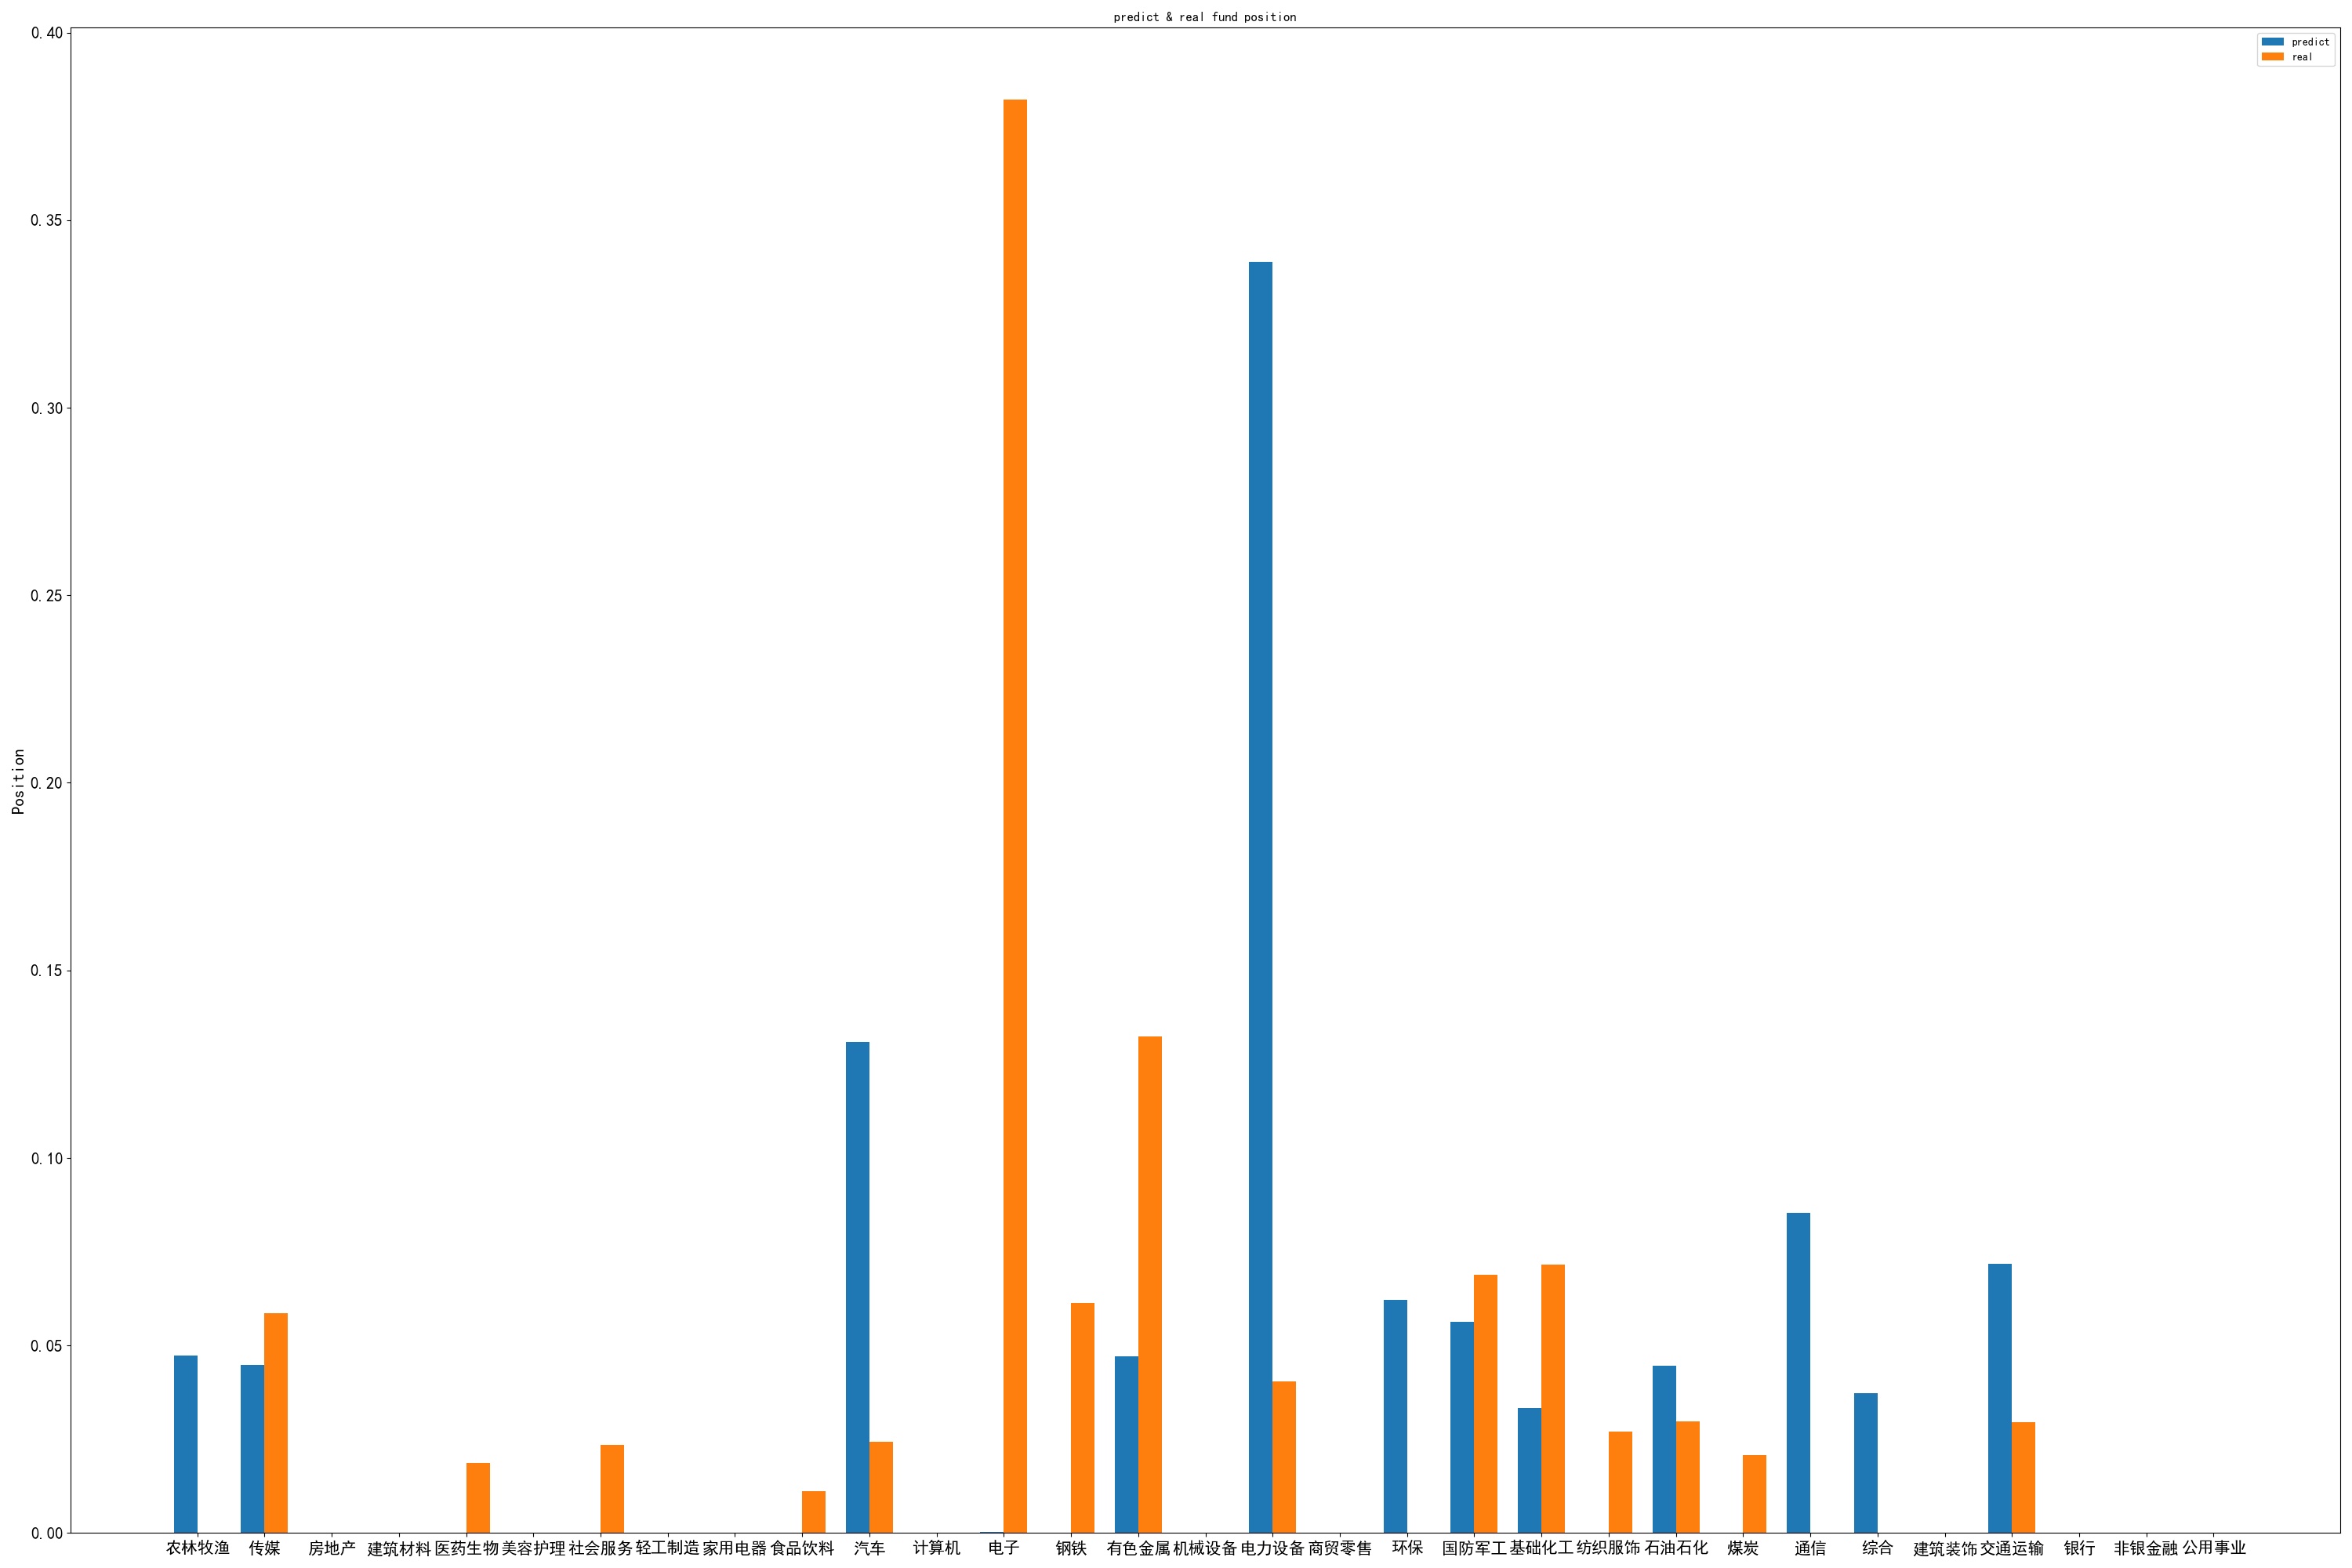 predict & real fund position
predict
real
0.40
0.35
0.30
0.25
0.20
0.15
0.10
0.05
0.00
Position
农林牧渔 传媒 房地产 建筑材料 医药生物 美容护理 社会服务 轻工制造 家用电器 食品饮料 汽车 计算机 电子 钢铁 有色金属 机械设备 电力设备 商贸零售 环保 国防军工 基础化工 纺织服饰 石油石化 煤炭 通信 综合 建筑装饰 交通运输 银行 非银金融 公用事业